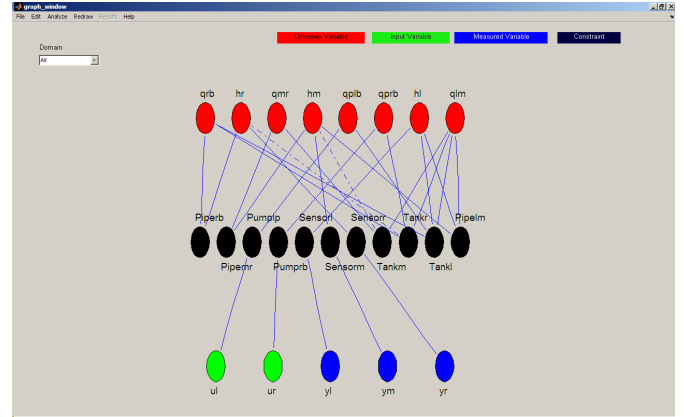 graph_window
File Edit Analyze Redraw Results Help
Unknown Variable Input Variable Measured Variable Constraint
Domain
All
qrb hr qmr hm qplb qprb hl qlm
Piperb Pumplp Sensorl Sensorr Tankr Pipelm
Pipemr Pumprb Sensorm Tankm Tankl
ul ur yl ym yr